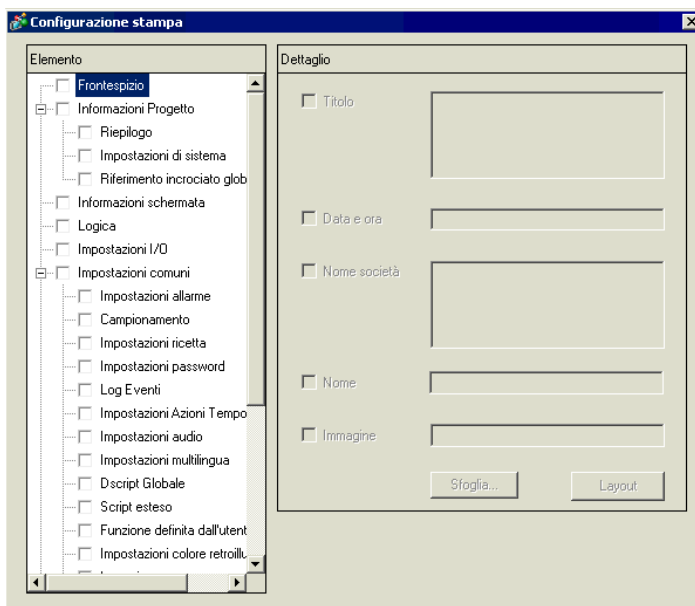 Configurazione stampa
Elemento
Frontespizio
Informazioni Progetto
Riepilogo
Impostazioni di sistema
Riferimento incrociato glob
Informazioni schermata
Logica
Impostazioni I/O
Impostazioni comuni
Impostazioni allarme
Campionamento
Impostazioni ricetta
Impostazioni password
Log Eventi
Impostazioni Azioni Tempo
Impostazioni audio
Impostazioni multilingua
Dscript Globale
Script esteso
Funzione definita dall'utent
Impostazioni colore retroillu
Dettaglio
Titolo
Data e ora
Nome società
Nome
Immagine
Sfoglia...
Layout